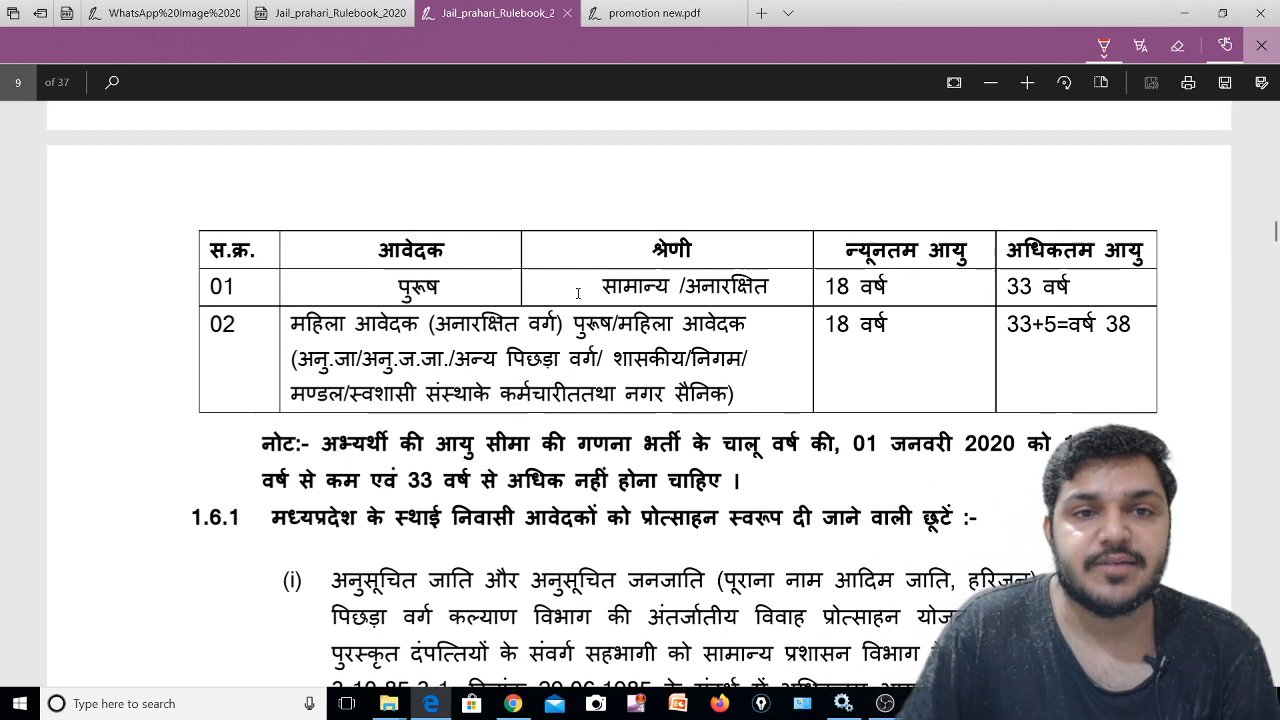 WhatsApp%20Image%2020 Jail_prahari_Rulebook_2020 Jail_prahari_Rulebook_2 promotion new.pdf
9 of 37
स.क्र. आवेदक श्रेणी न्यूनतम आयु अधिकतम आयु
01 पुरूष सामान्य /अनारक्षित 18 वर्ष 33 वर्ष
02 महिला आवेदक (अनारक्षित वर्ग) पुरूष/महिला आवेदक 18 वर्ष 33+5=वर्ष 38
(अनु.जा/अनु.ज.जा./अन्य पिछड़ा वर्ग/ शासकीय/निगम/
मण्डल/स्वशासी संस्थाके कर्मचारीततथा नगर सैनिक)
नोट:- अभ्यर्थी की आयु सीमा की गणना भर्ती के चालू वर्ष की, 01 जनवरी 2020 को
वर्ष से कम एवं 33 वर्ष से अधिक नहीं होना चाहिए ।
1.6.1 मध्यप्रदेश के स्थाई निवासी आवेदकों को प्रोत्साहन स्वरूप दी जाने वाली छूटें :-
(i) अनुसूचित जाति और अनुसूचित जनजाति (पूराना नाम आदिम जाति, हरिजन)
पिछड़ा वर्ग कल्याण विभाग की अंतर्जातीय विवाह प्रोत्साहन
पुरस्कृत दंपत्तियों के संवर्ग सहभागी को सामान्य प्रशासन विभाग
Type here to search